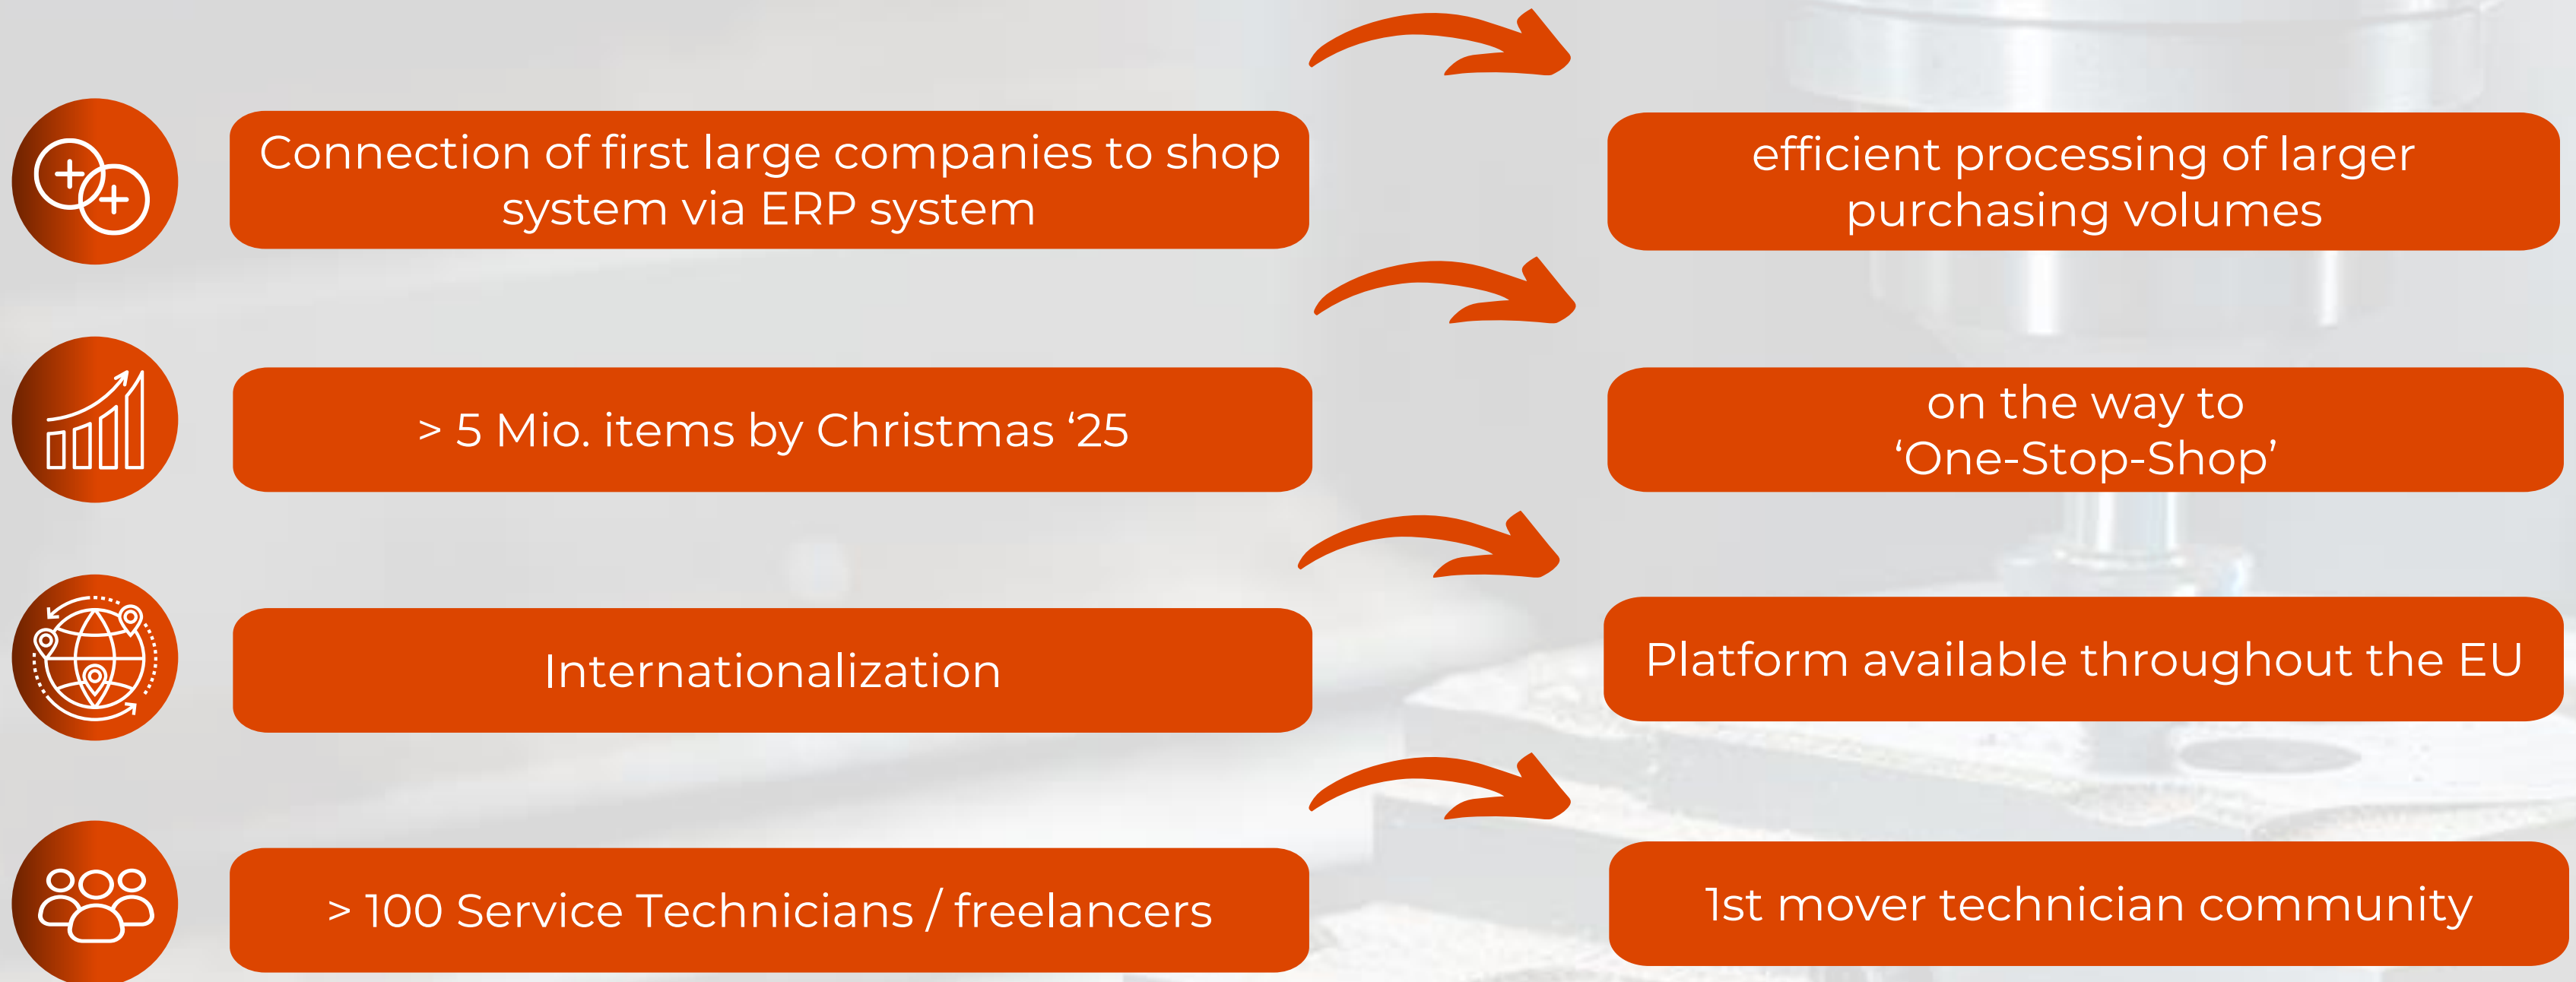 Connection of first large companies to shop
system via ERP system
efficient processing of larger
purchasing volumes
> 5 Mio. items by Christmas ‘25
on the way to
‘One-Stop-Shop’
Internationalization
Platform available throughout the EU
> 100 Service Technicians / freelancers
1st mover technician community